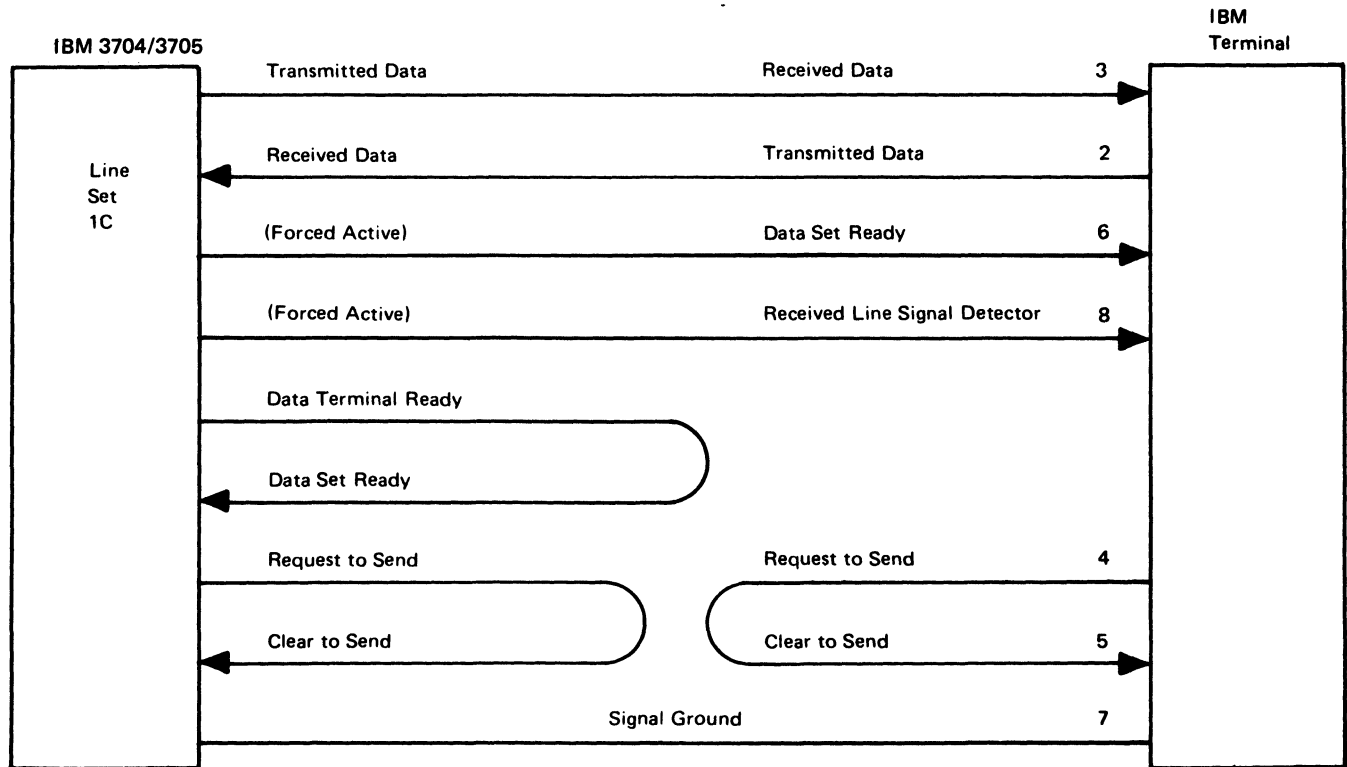 IBM
Terminal
IBM 3704/3705
Transmitted Data Received Data 3
Line
Set
1C
Received Data Transmitted Data 2
(Forced Active) Data Set Ready 6
(Forced Active) Received Line Signal Detector 8
Data Terminal Ready
Data Set Ready
Request to Send Request to Send 4
Clear to Send Clear to Send 5
Signal Ground 7